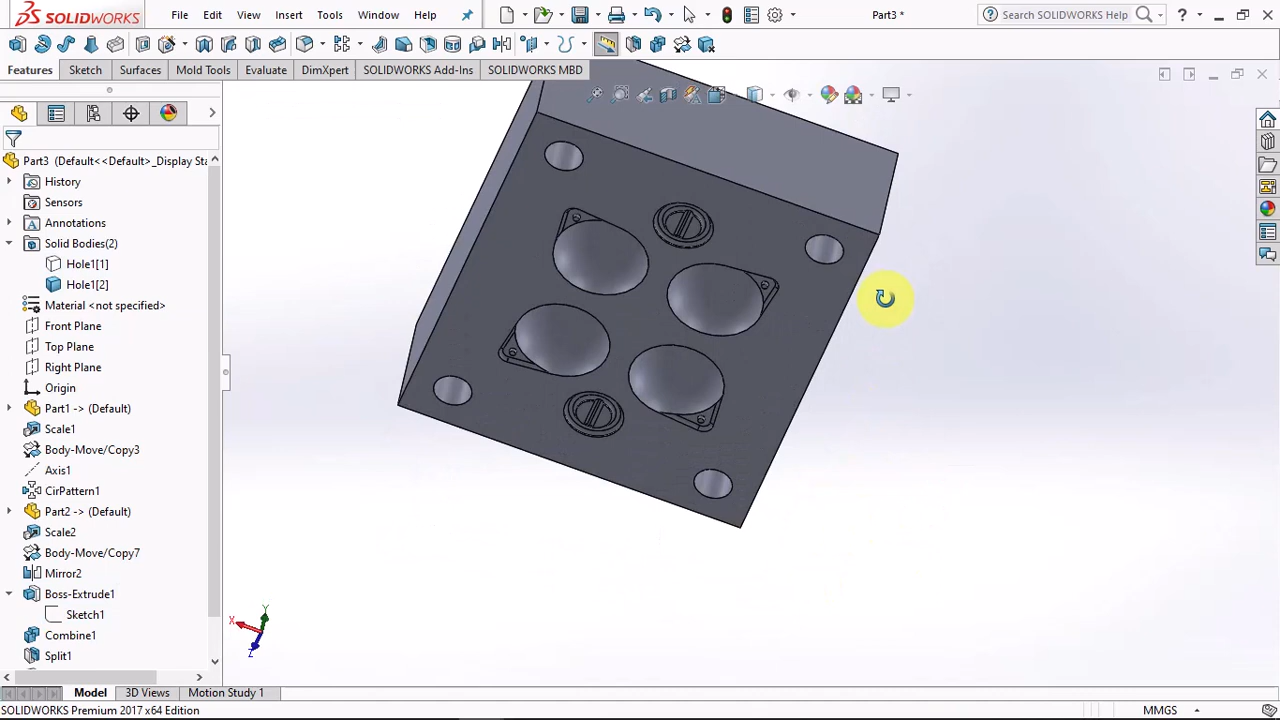 SOLIDWORKS File Edit View Insert Tools Window Help Part3 * Search SOLIDWORKS Help ?
Features Sketch Surfaces Mold Tools Evaluate DimXpert SOLIDWORKS Add-Ins SOLIDWORKS MBD
Part3 (Default<<Default>_Display Sta
History
Sensors
Annotations
Solid Bodies(2)
Hole1[1]
Hole1[2]
Material <not specified>
Front Plane
Top Plane
Right Plane
Origin
Part1 -> (Default)
Scale1
Body-Move/Copy3
Axis1
CirPattern1
Part2 -> (Default)
Scale2
Body-Move/Copy7
Mirror2
Boss-Extrude1
Sketch1
Combine1
Split1
Y
X
Z
Model 3D Views Motion Study 1
SOLIDWORKS Premium 2017 x64 Edition MMGS